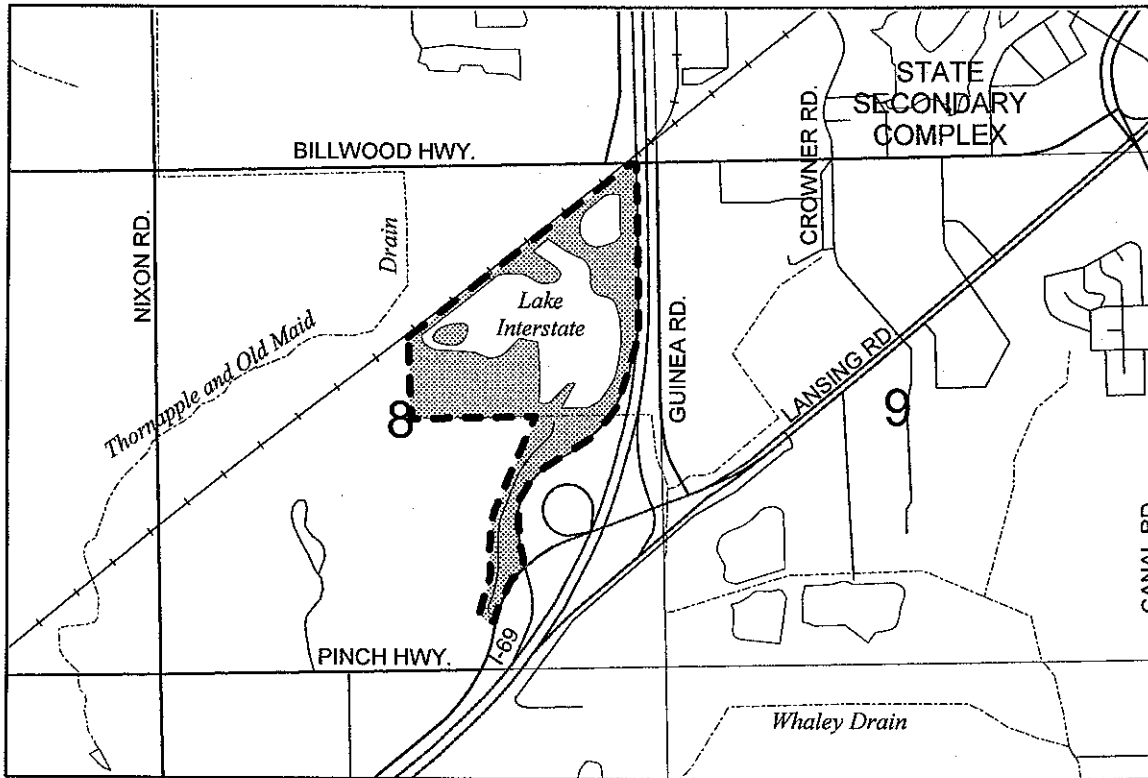 STATE
SECONDARY
COMPLEX
CROWNER RD.
BILLWOOD HWY.
NIXON RD.
Drain
Lake
Interstate
GUINEA RD.
Thornapple and Old Maid
LANSING RD.
8
9
CANAL RD.
I-69
PINCH HWY.
Whaley Drain